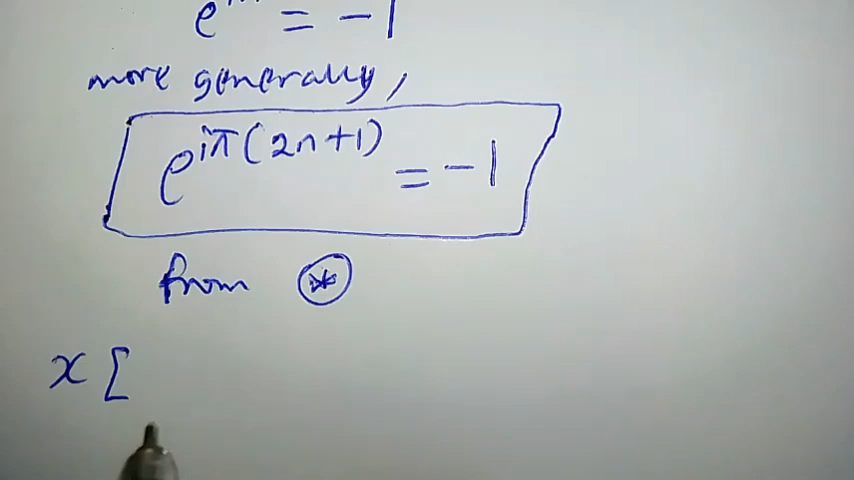 e = -1
more generally,
e^{iπ(2n+1)} = -1
from ⊛
x [